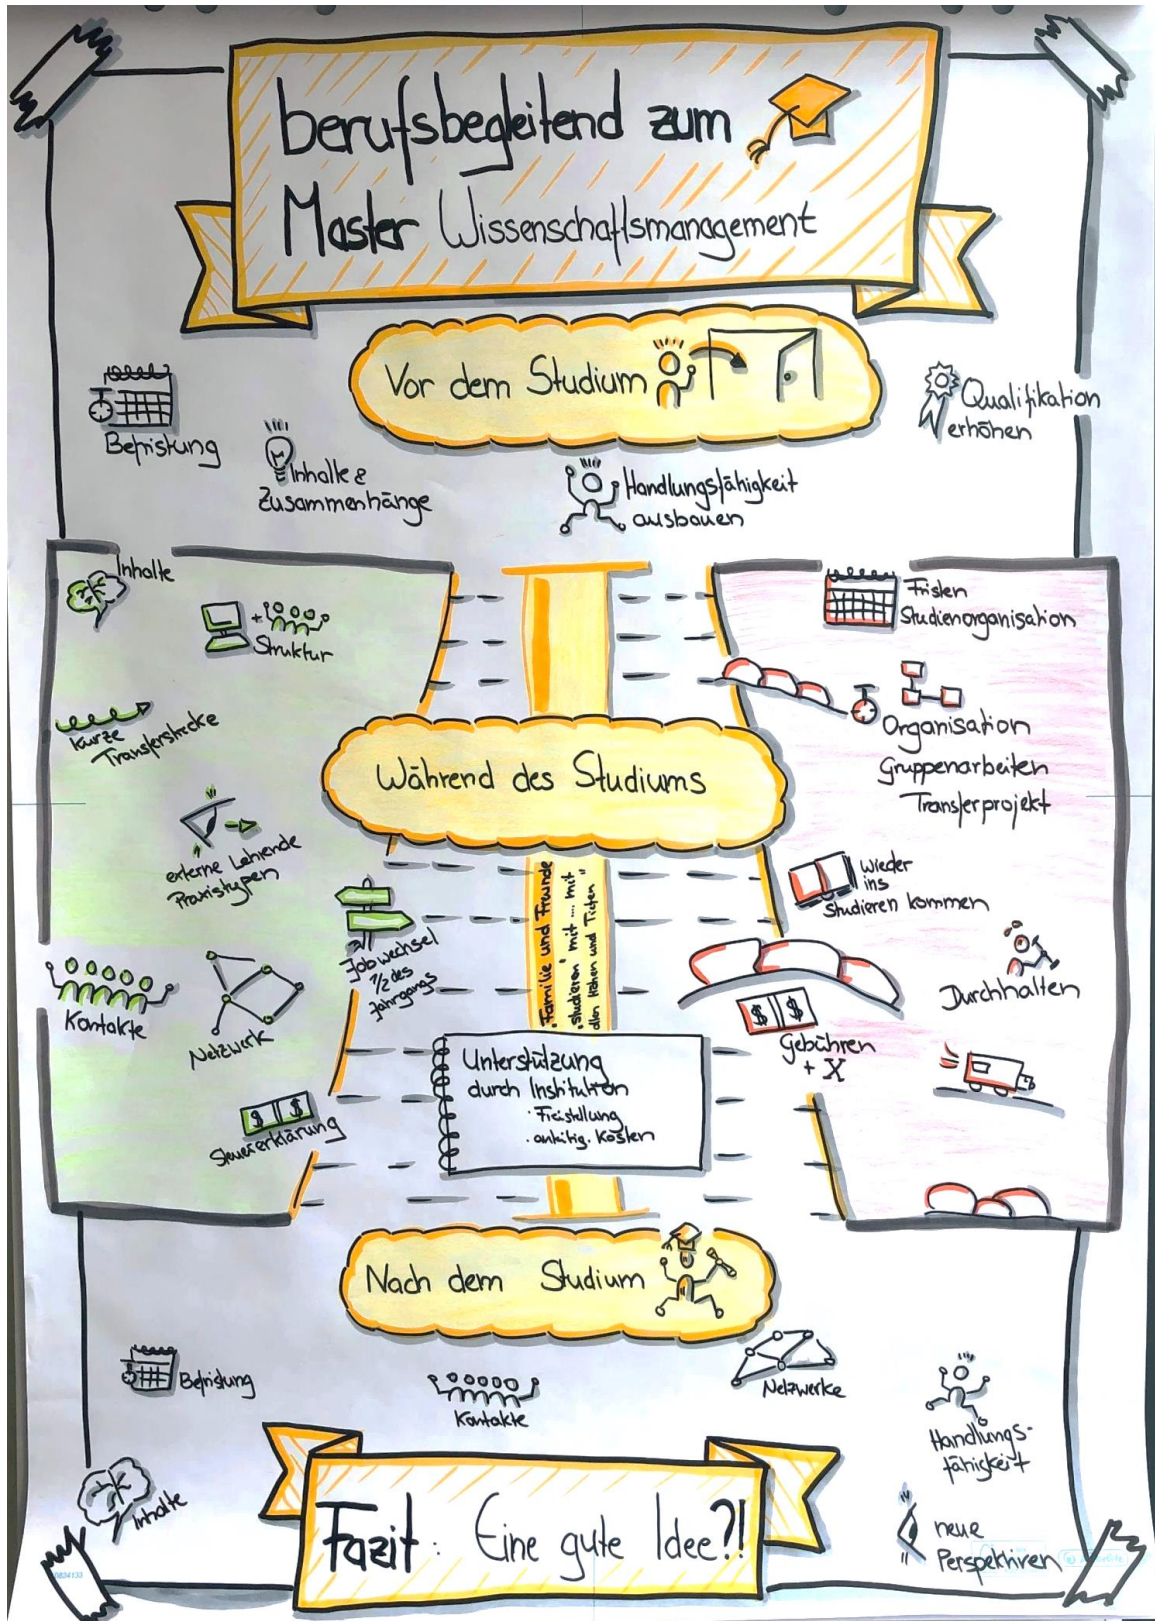 berufsbegleitend zum
Master Wissenschaftsmanagement
Vor dem Studium
Befristung
Inhalte &
Zusammenhänge
Handlungsfähigkeit
ausbauen
Qualifikation
erhöhen
Inhalte
+
Struktur
kurze
Transferstrecke
externe Lehrende
Praxistypen
Jobwechsel
1/2 des
Jahrgangs
Kontakte
Netzwerk
$ $
Steuererklärung
Während des Studiums
"Familie und Freunde
"studieren" mit .... mit
allen Höhen und Tiefen"
Unterstützung
durch Institution
· Freistellung
· anteilig. Kosten
Fristen
Studienorganisation
Organisation
Gruppenarbeiten
Transferprojekt
Wieder
ins
Studieren kommen
Durchhalten
$ $
Gebühren
+ X
Nach dem Studium
Befristung
Kontakte
Netzwerke
Handlungs-
fähigkeit
Inhalte
neue
Perspektiven
Fazit: Eine gute Idee?!